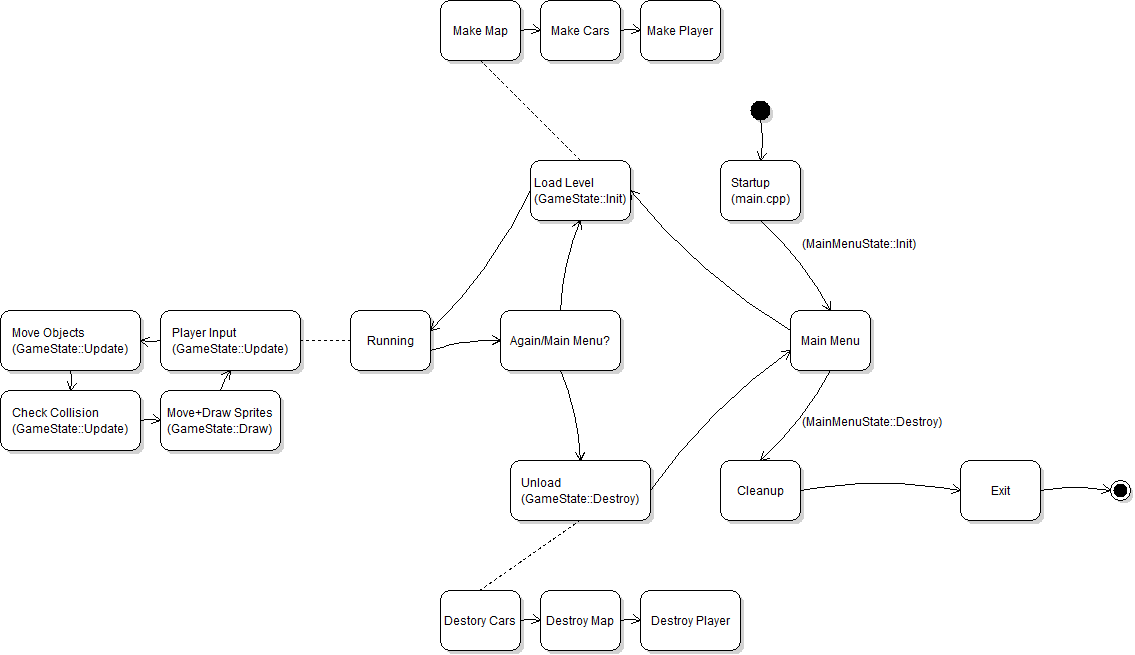 Make Map
Make Cars
Make Player
Load Level
(GameState::Init)
Startup
(main.cpp)
(MainMenuState::Init)
Move Objects
(GameState::Update)
Player Input
(GameState::Update)
Running
Again/Main Menu?
Main Menu
Check Collision
(GameState::Update)
Move+Draw Sprites
(GameState::Draw)
(MainMenuState::Destroy)
Unload
(GameState::Destroy)
Cleanup
Exit
Destory Cars
Destroy Map
Destroy Player